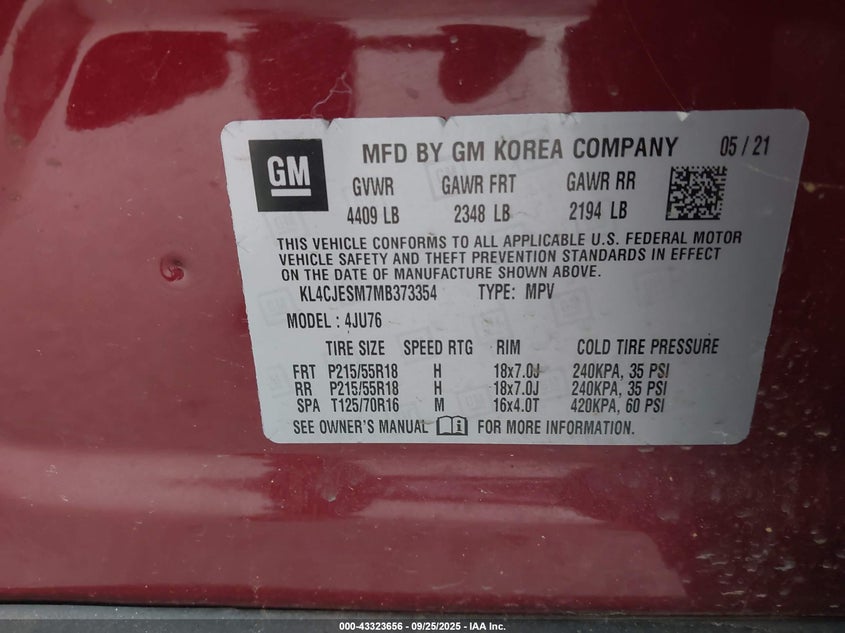 GM
MFD BY GM KOREA COMPANY 05 / 21
GVWR GAWR FRT GAWR RR
4409 LB 2348 LB 2194 LB
THIS VEHICLE CONFORMS TO ALL APPLICABLE U.S. FEDERAL MOTOR
VEHICLE SAFETY AND THEFT PREVENTION STANDARDS IN EFFECT
ON THE DATE OF MANUFACTURE SHOWN ABOVE.
KL4CJESM7MB373354 TYPE: MPV
MODEL : 4JU76
TIRE SIZE SPEED RTG RIM COLD TIRE PRESSURE
FRT P215/55R18 H 18x7.0J 240KPA, 35 PSI
RR P215/55R18 H 18x7.0J 240KPA, 35 PSI
SPA T125/70R16 M 16x4.0T 420KPA, 60 PSI
SEE OWNER'S MANUAL FOR MORE INFORMATION.
000-43323656 - 09/25/2025 - IAA Inc.